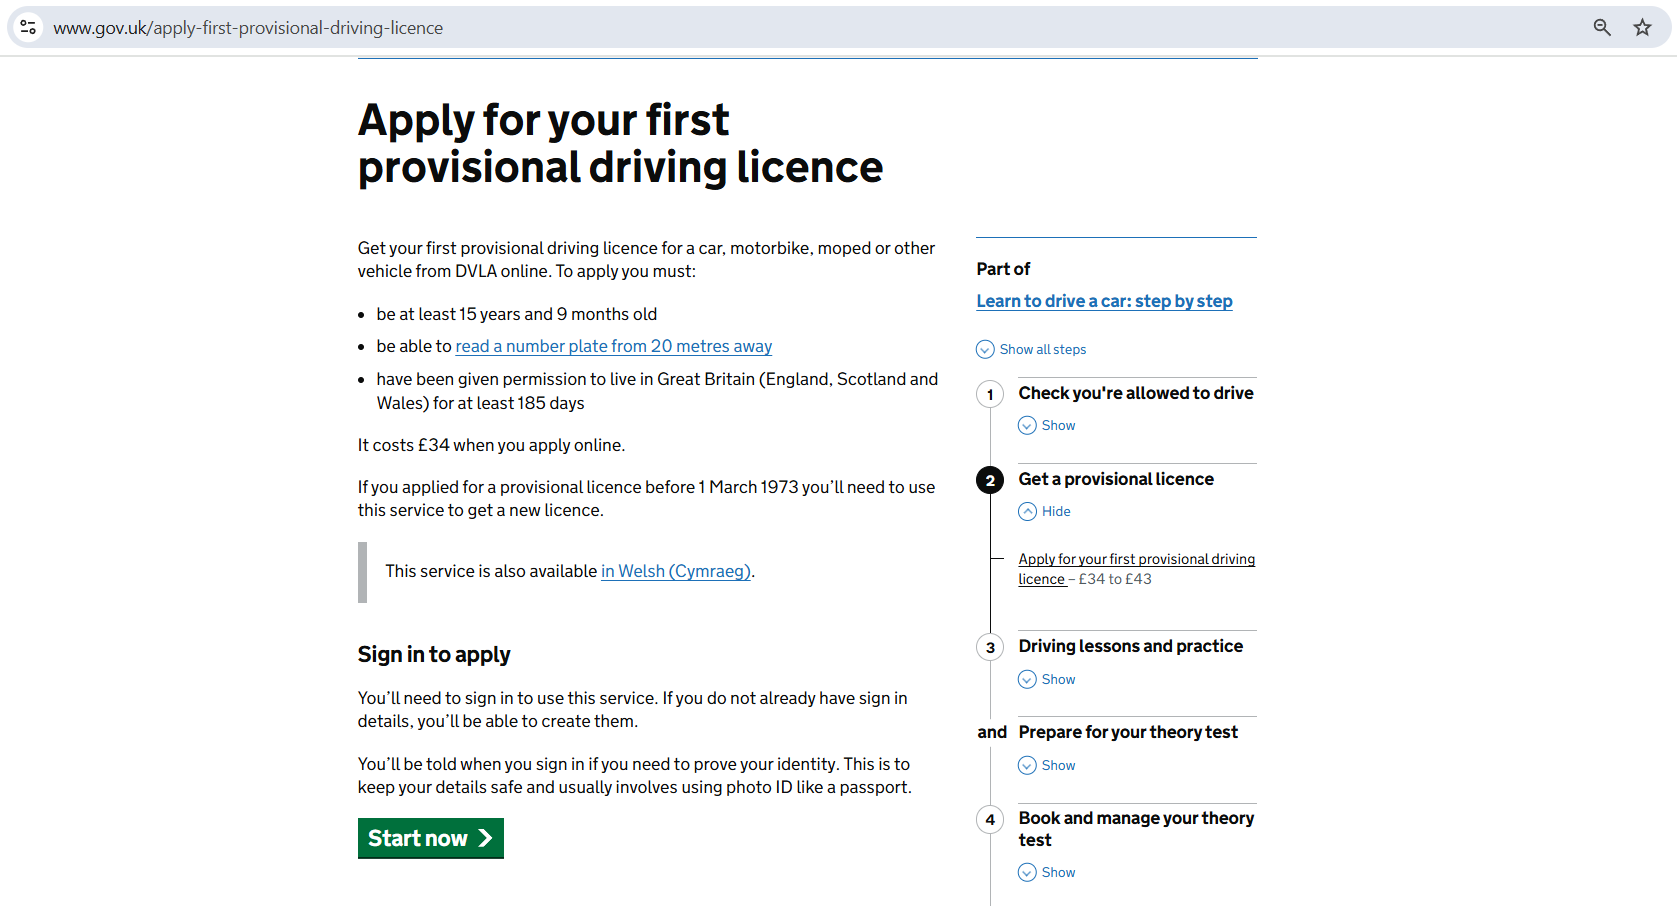 www.gov.uk/apply-first-provisional-driving-licence
Apply for your first
provisional driving licence
Get your first provisional driving licence for a car, motorbike, moped or other
vehicle from DVLA online. To apply you must:
• be at least 15 years and 9 months old
• be able to read a number plate from 20 metres away
• have been given permission to live in Great Britain (England, Scotland and
Wales) for at least 185 days
It costs £34 when you apply online.
If you applied for a provisional licence before 1 March 1973 you’ll need to use
this service to get a new licence.
This service is also available in Welsh (Cymraeg).
Sign in to apply
You’ll need to sign in to use this service. If you do not already have sign in
details, you’ll be able to create them.
You’ll be told when you sign in if you need to prove your identity. This is to
keep your details safe and usually involves using photo ID like a passport.
Start now
Part of
Learn to drive a car: step by step
Show all steps
1 Check you're allowed to drive
Show
2 Get a provisional licence
Hide
Apply for your first provisional driving
licence – £34 to £43
3 Driving lessons and practice
Show
and Prepare for your theory test
Show
4 Book and manage your theory
test
Show